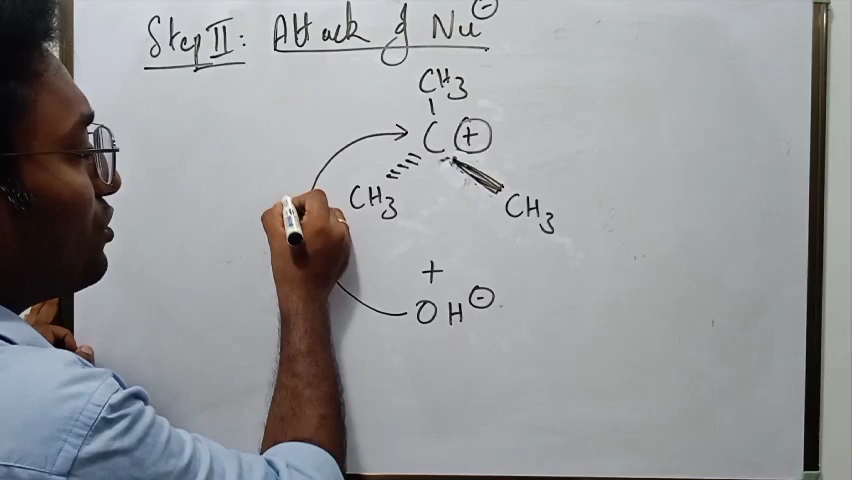 Step II: Attack of Nu⊖
CH3
C ⊕
CH3 CH3
+
OH⊖